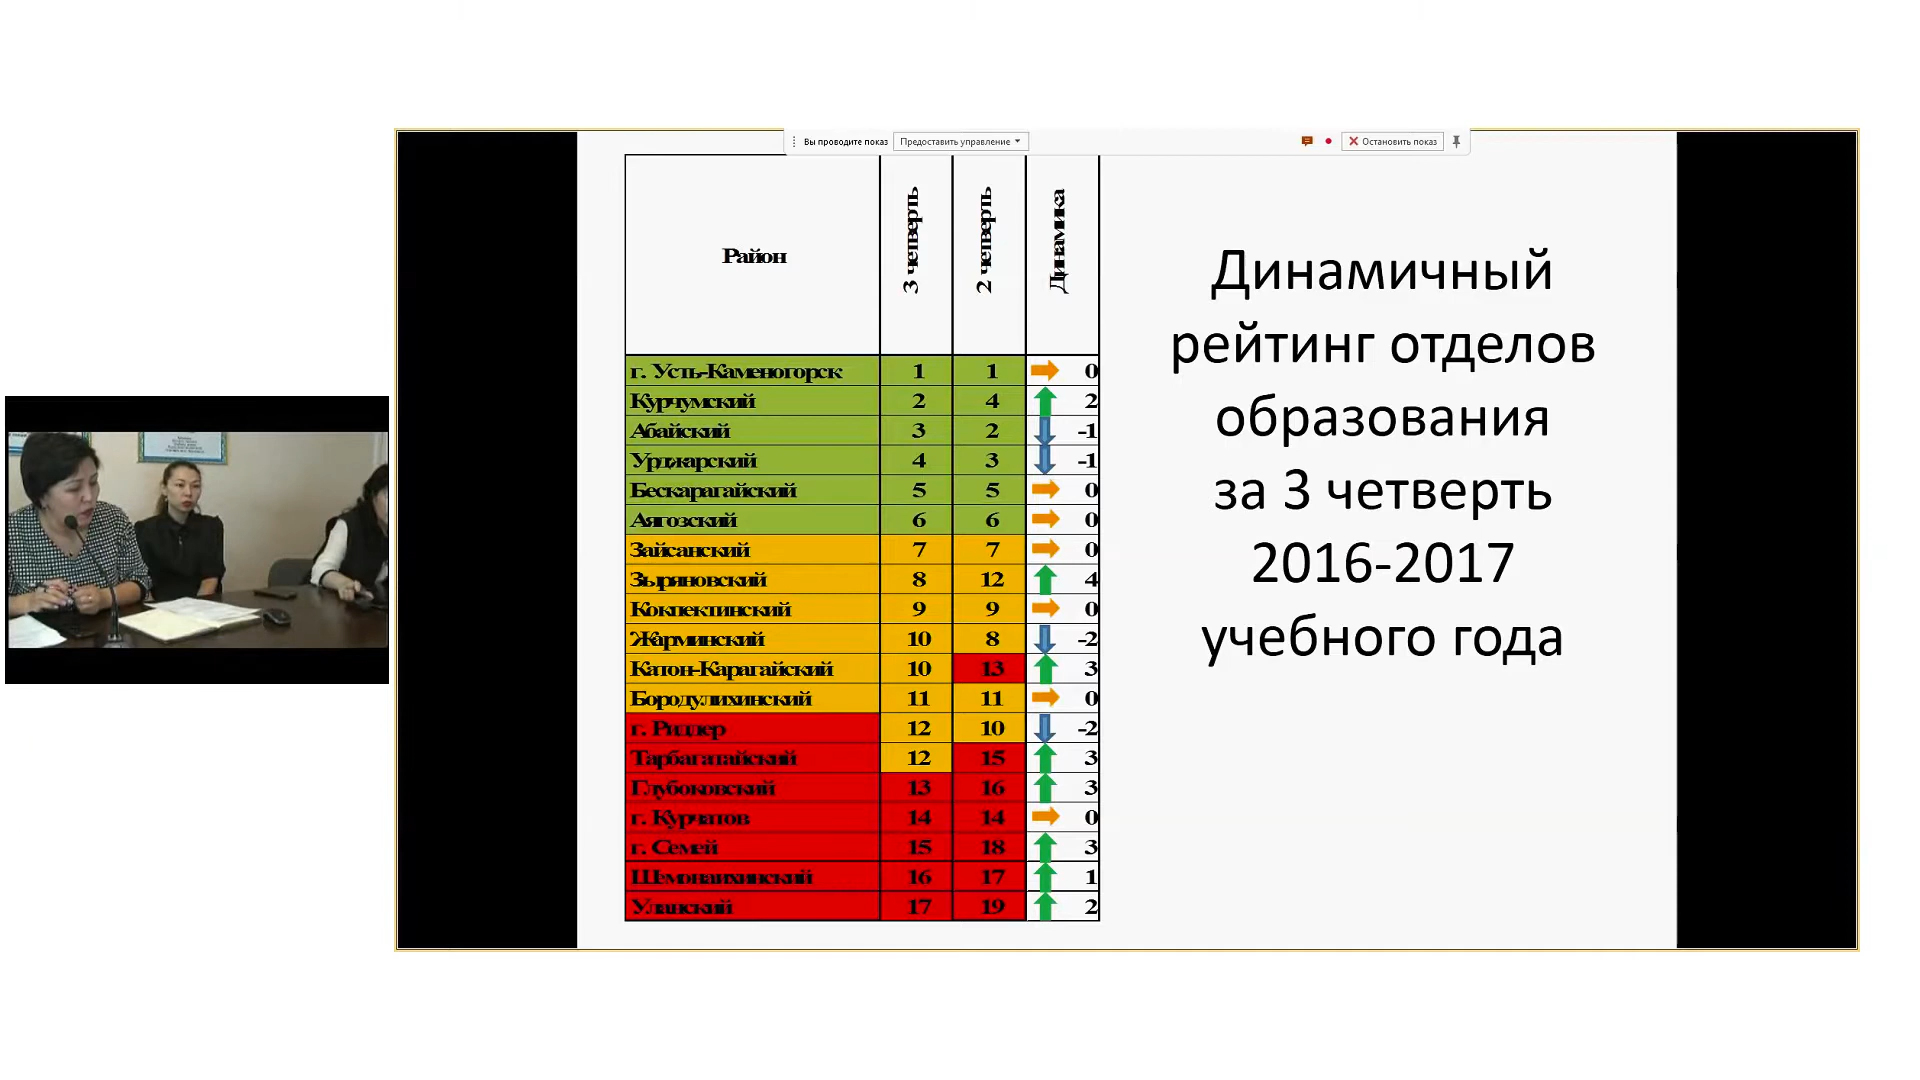 Вы проводите показ Предоставить управление Остановить показ
Район 3 четверть 2 четверть Динамика
г. Усть-Каменогорск 1 1 0
Курчумский 2 4 2
Абайский 3 2 -1
Урджарский 4 3 -1
Бескарагайский 5 5 0
Аягозский 6 6 0
Зайсанский 7 7 0
Зыряновский 8 12 4
Кокпектинский 9 9 0
Жарминский 10 8 -2
Катон-Карагайский 10 13 3
Бородулихинский 11 11 0
г. Риддер 12 10 -2
Тарбагатайский 12 15 3
Глубоковский 13 16 3
г. Курчатов 14 14 0
г. Семей 15 18 3
Шемонаихинский 16 17 1
Уланский 17 19 2
Динамичный
рейтинг отделов
образования
за 3 четверть
2016-2017
учебного года